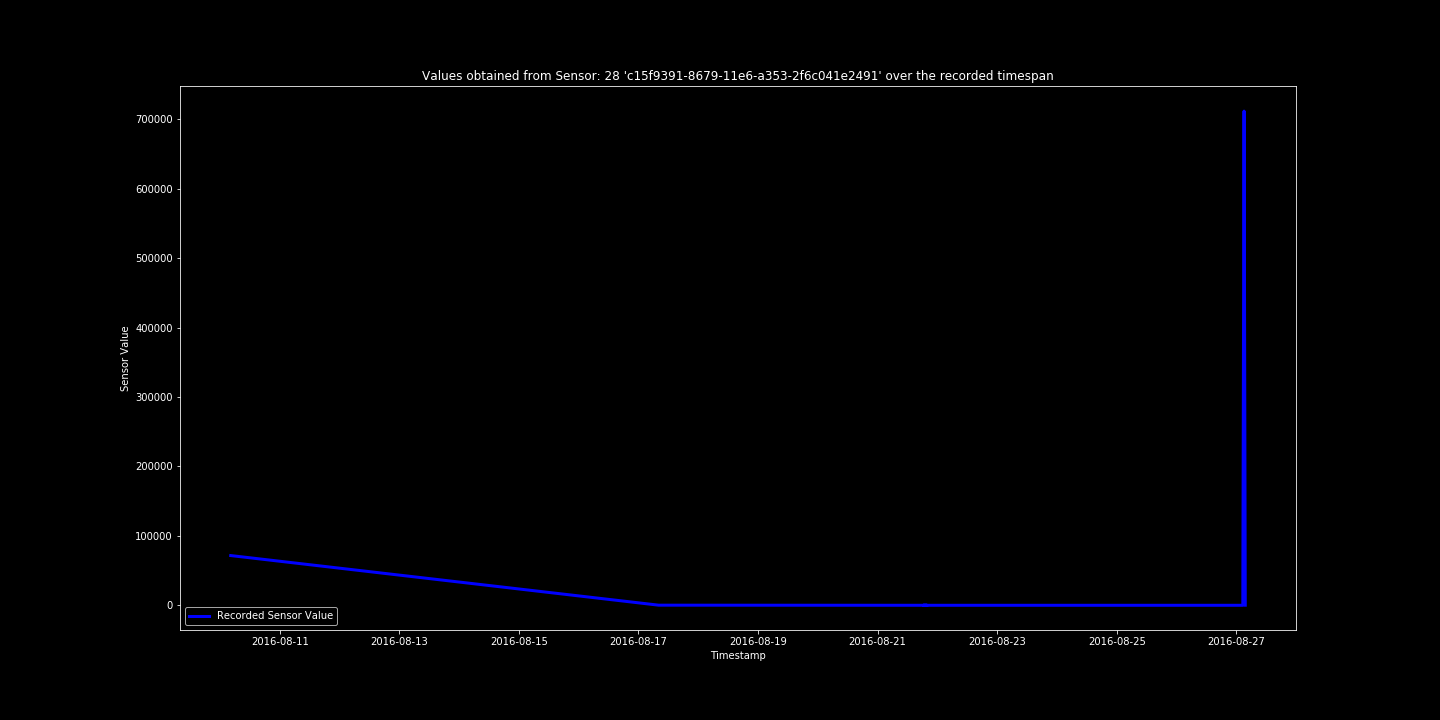 Values obtained from Sensor: 28 'c15f9391-8679-11e6-a353-2f6c041e2491' over the recorded timespan
700000
600000
500000
400000
300000
200000
100000
0
Sensor Value
Recorded Sensor Value
2016-08-11 2016-08-13 2016-08-15 2016-08-17 2016-08-19 2016-08-21 2016-08-23 2016-08-25 2016-08-27
Timestamp